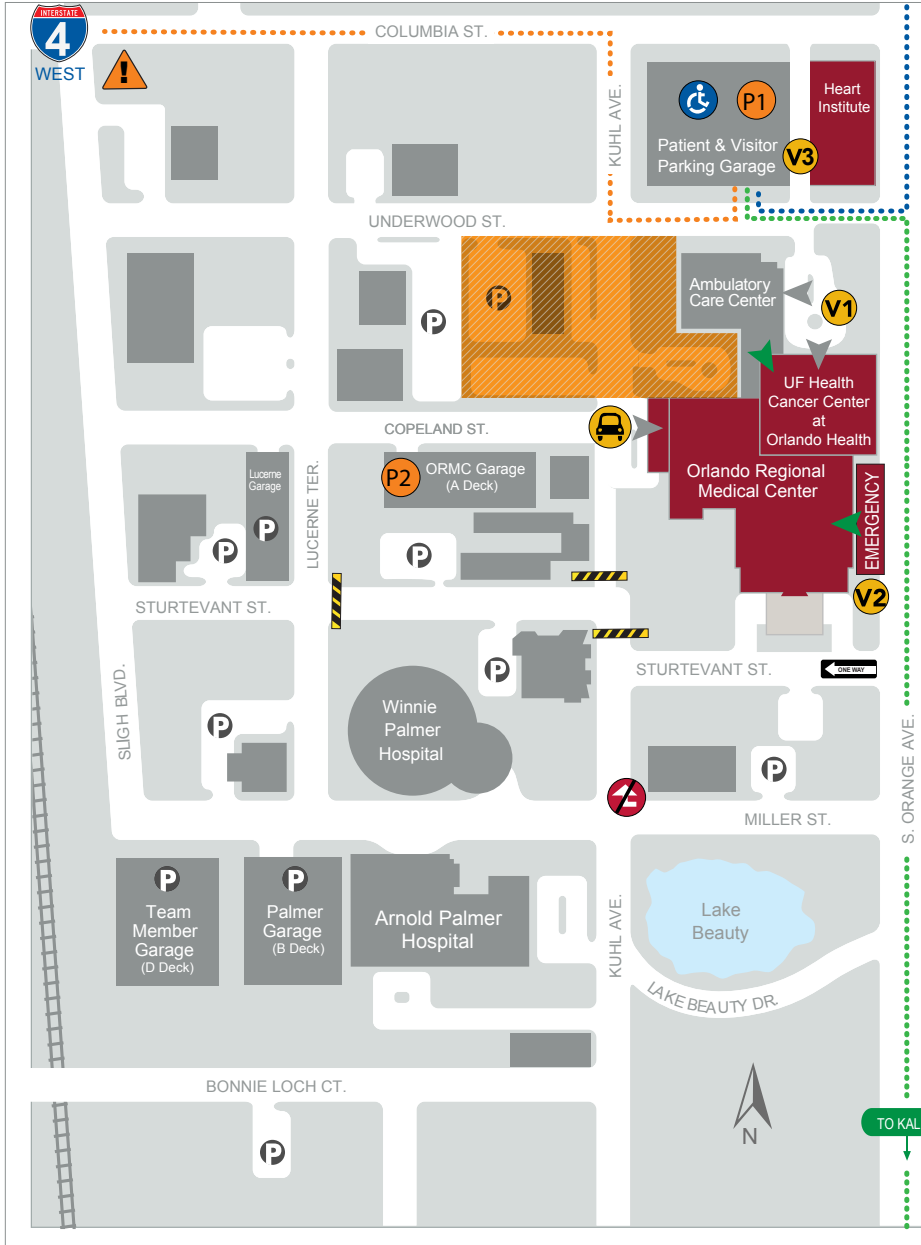 INTERSTATE
4
WEST
!
COLUMBIA ST.
KUHL AVE.
P1
Patient & Visitor
Parking Garage
V3
Heart
Institute
UNDERWOOD ST.
P
P
Ambulatory
Care Center
V1
UF Health
Cancer Center
at
Orlando Health
COPELAND ST.
Orlando Regional
Medical Center
EMERGENCY
V2
P2
ORMC Garage
(A Deck)
Lucerne
Garage
P
P
P
LUCERNE TER.
STURTEVANT ST.
STURTEVANT ST.
ONE WAY
SLIGH BLVD.
P
P
Winnie
Palmer
Hospital
P
MILLER ST.
S. ORANGE AVE.
P
Team
Member
Garage
(D Deck)
P
Palmer
Garage
(B Deck)
Arnold Palmer
Hospital
KUHL AVE.
Lake
Beauty
LAKE BEAUTY DR.
BONNIE LOCH CT.
P
N
TO KAL